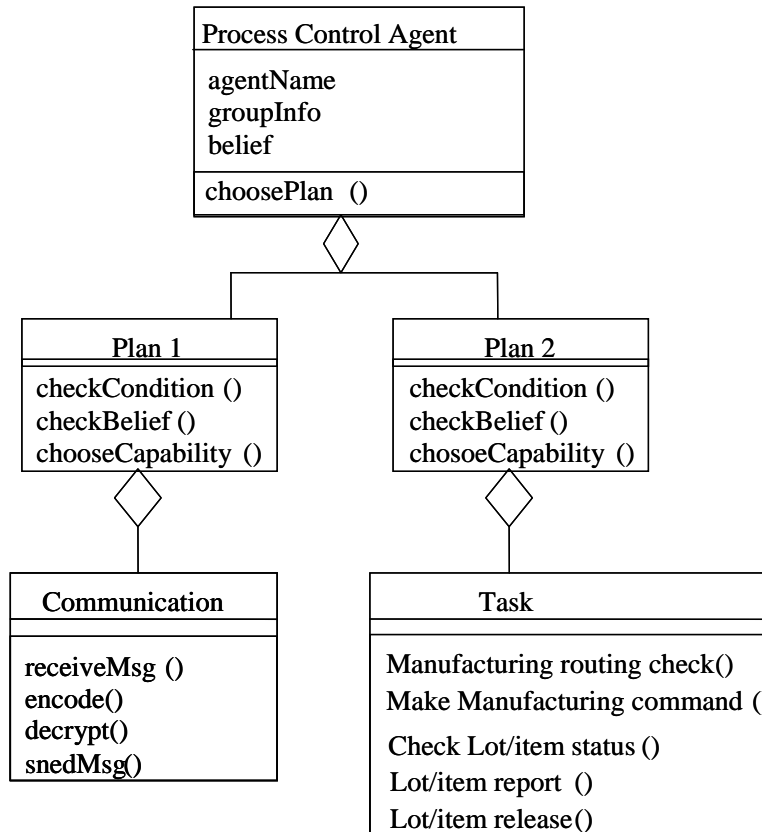 Process Control Agent
agentName
groupInfo
belief
choosePlan ()
Plan 1
checkCondition ()
checkBelief ()
chooseCapability ()
Plan 2
checkCondition ()
checkBelief ()
chosoeCapability ()
Communication
receiveMsg ()
encode()
decrypt()
snedMsg()
Task
Manufacturing routing check()
Make Manufacturing command (
Check Lot/item status ()
Lot/item report ()
Lot/item release()